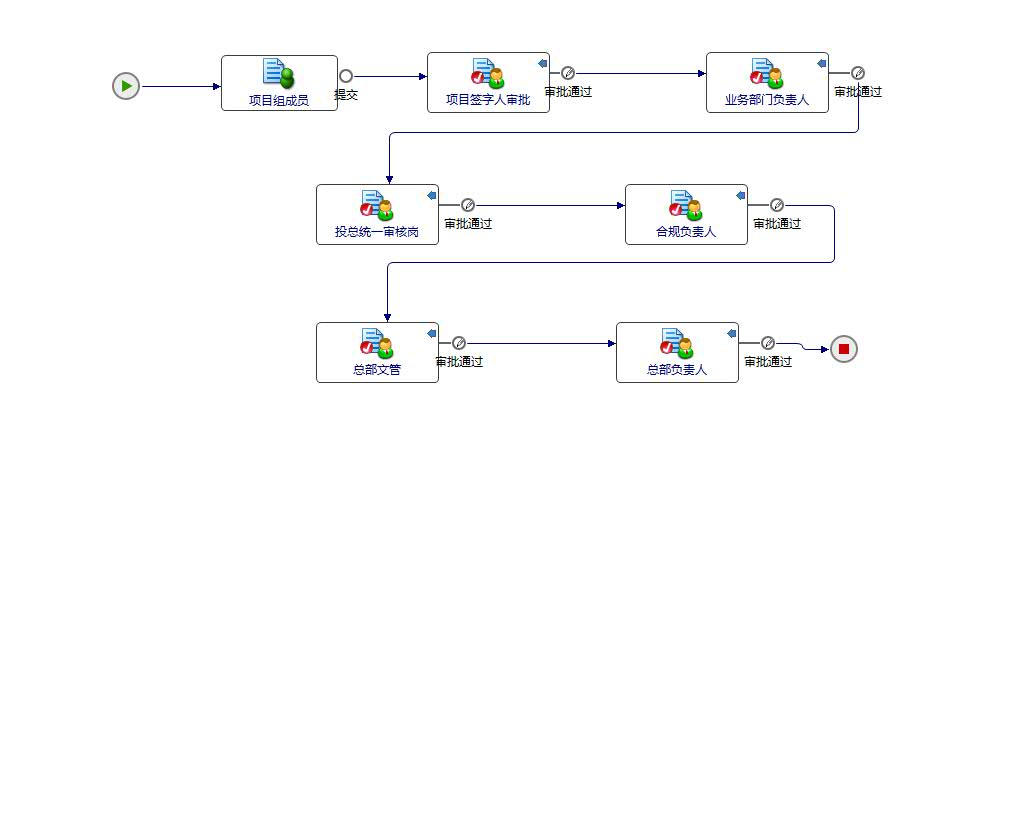 项目组成员
提交
项目签字人审批
审批通过
业务部门负责人
审批通过
投总统一审核岗
审批通过
合规负责人
审批通过
总部文管
审批通过
总部负责人
审批通过